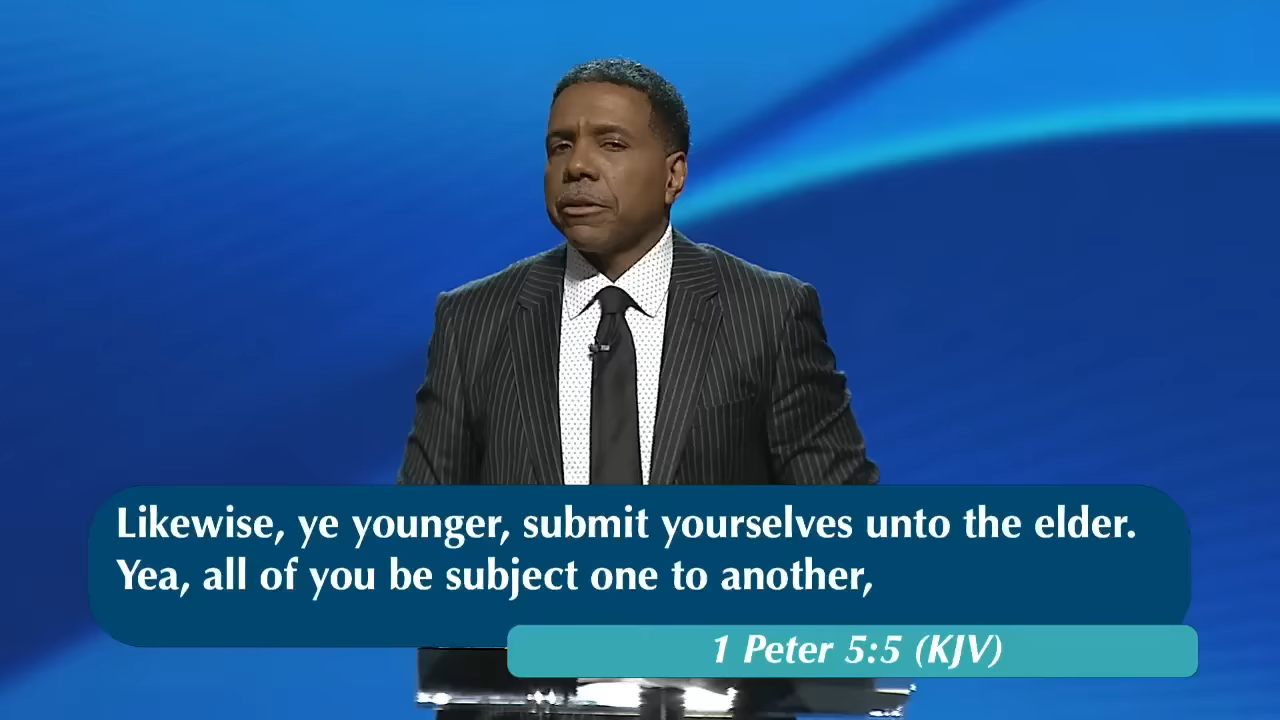 Likewise, ye younger, submit yourselves unto the elder.
Yea, all of you be subject one to another,
1 Peter 5:5 (KJV)